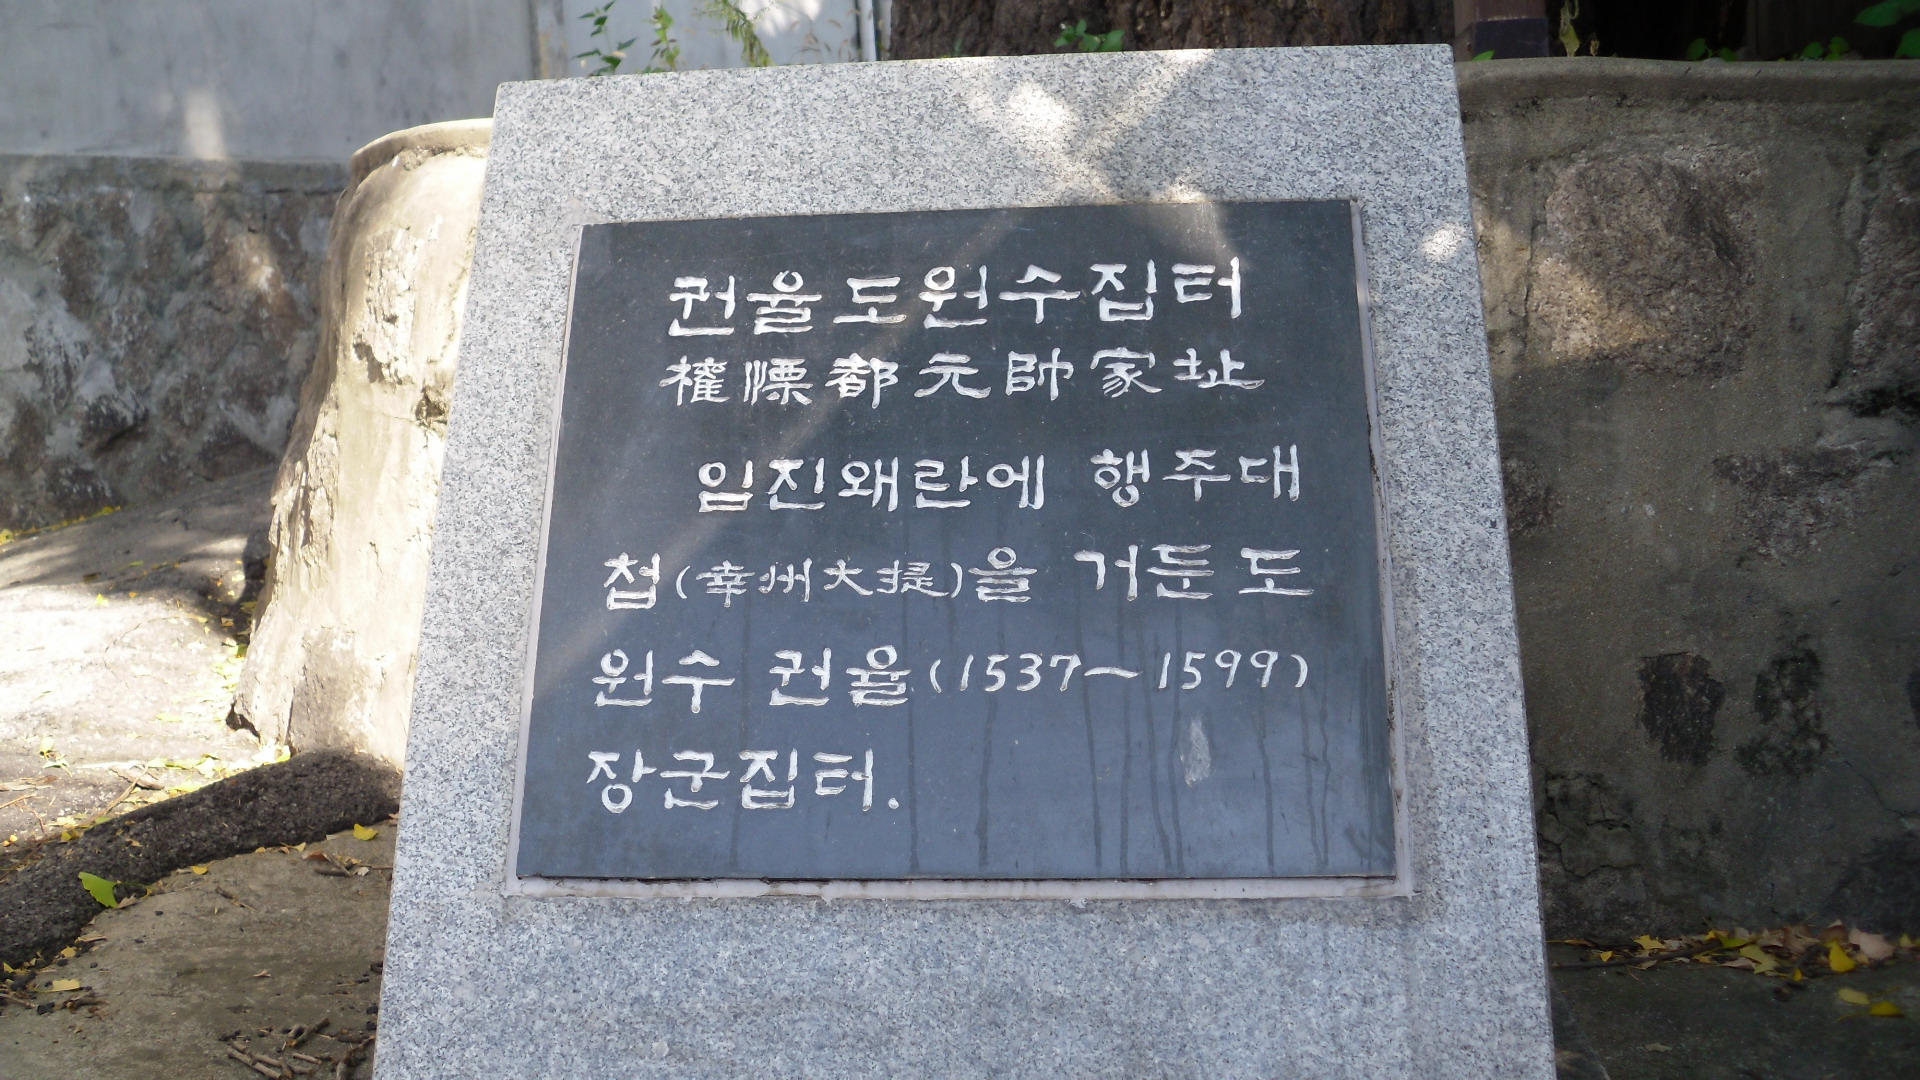 권율도원수집터
權慄都元帥家址
임진왜란에 행주대
첩(幸州大提)을 거둔 도
원수 권율(1537~1599)
장군집터.